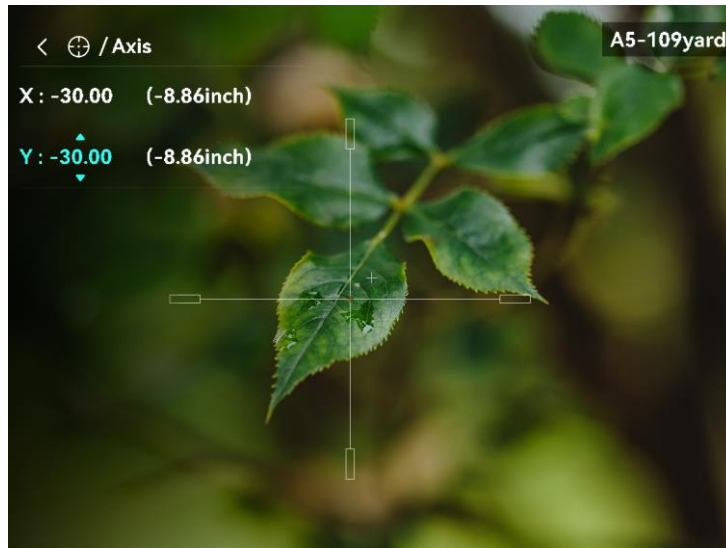 / Axis
A5-109yard
X : -30.00 (-8.86inch)
Y : -30.00 (-8.86inch)